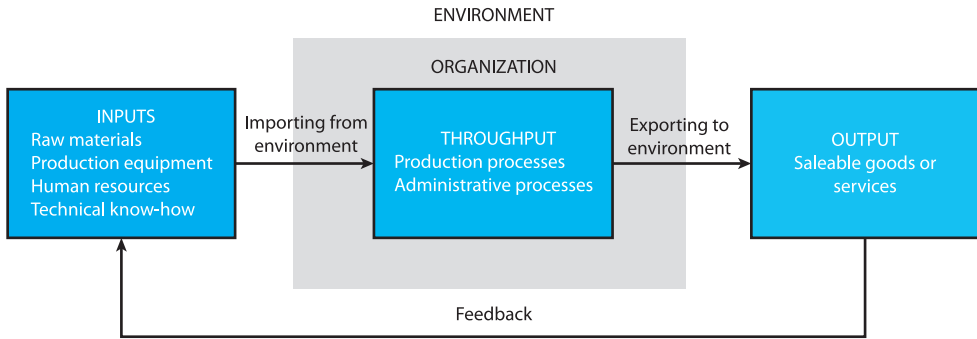 ENVIRONMENT
ORGANIZATION
INPUTS
Raw materials
Production equipment
Human resources
Technical know-how
Importing from
environment
THROUGHPUT
Production processes
Administrative processes
Exporting to
environment
OUTPUT
Saleable goods or
services
Feedback